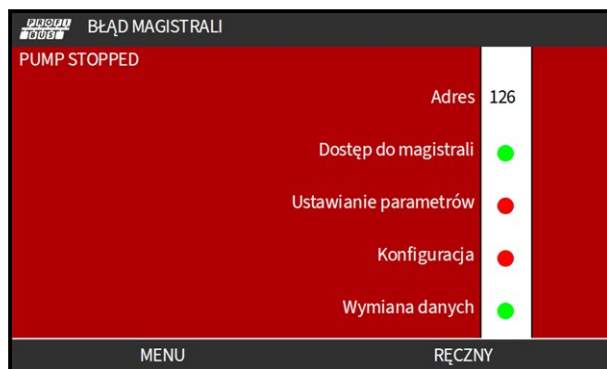 PROFI
BUS
BŁĄD MAGISTRALI
PUMP STOPPED
Adres 126
Dostęp do magistrali
Ustawianie parametrów
Konfiguracja
Wymiana danych
MENU RĘCZNY